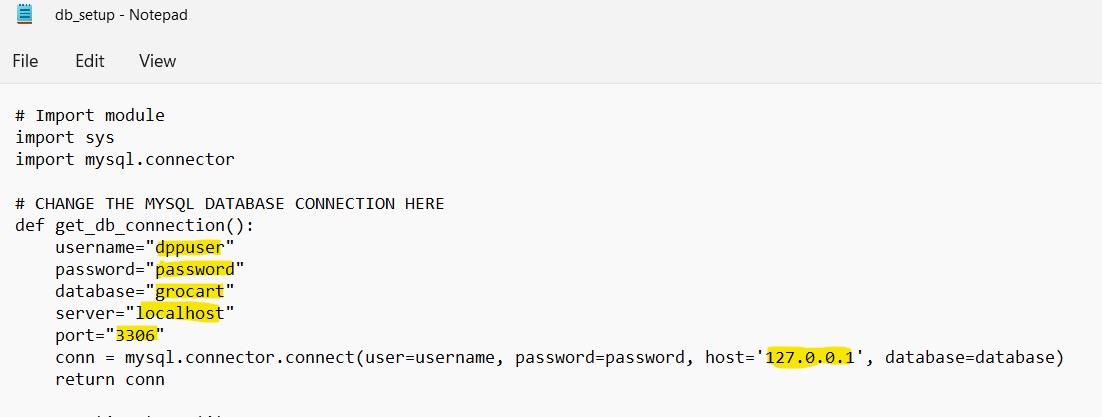 db_setup - Notepad
File Edit View
# Import module
import sys
import mysql.connector
# CHANGE THE MYSQL DATABASE CONNECTION HERE
def get_db_connection():
    username="dppuser"
    password="password"
    database="grocart"
    server="localhost"
    port="3306"
    conn = mysql.connector.connect(user=username, password=password, host='127.0.0.1', database=database)
    return conn